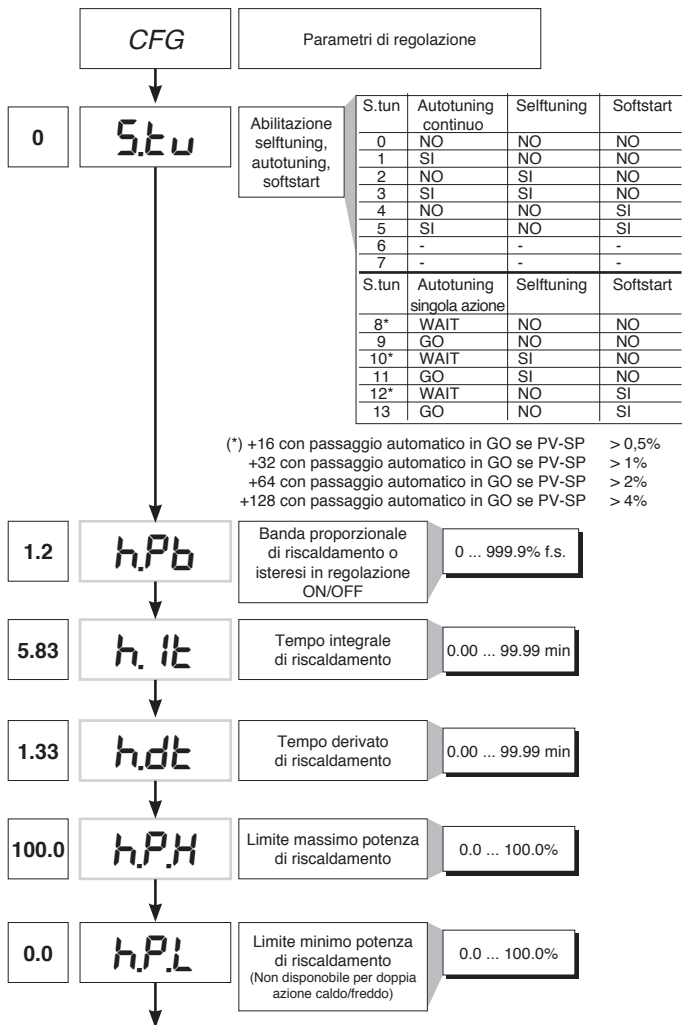 CFG
Parametri di regolazione
0
S.tu
Abilitazione
selftuning,
autotuning,
softstart
S.tun Autotuning continuo Selftuning Softstart
0 NO NO NO
1 SI NO NO
2 NO SI NO
3 SI SI NO
4 NO NO SI
5 SI NO SI
6 - - -
7 - - -
S.tun Autotuning singola azione Selftuning Softstart
8* WAIT NO NO
9 GO NO NO
10* WAIT SI NO
11 GO SI NO
12* WAIT NO SI
13 GO NO SI
(*) +16 con passaggio automatico in GO se PV-SP > 0,5%
+32 con passaggio automatico in GO se PV-SP > 1%
+64 con passaggio automatico in GO se PV-SP > 2%
+128 con passaggio automatico in GO se PV-SP > 4%
1.2
h.Pb
Banda proporzionale
di riscaldamento o
isteresi in regolazione
ON/OFF
0 ... 999.9% f.s.
5.83
h.It
Tempo integrale
di riscaldamento
0.00 ... 99.99 min
1.33
h.dt
Tempo derivato
di riscaldamento
0.00 ... 99.99 min
100.0
h.P.H
Limite massimo potenza
di riscaldamento
0.0 ... 100.0%
0.0
h.P.L
Limite minimo potenza
di riscaldamento
(Non disponobile per doppia
azione caldo/freddo)
0.0 ... 100.0%